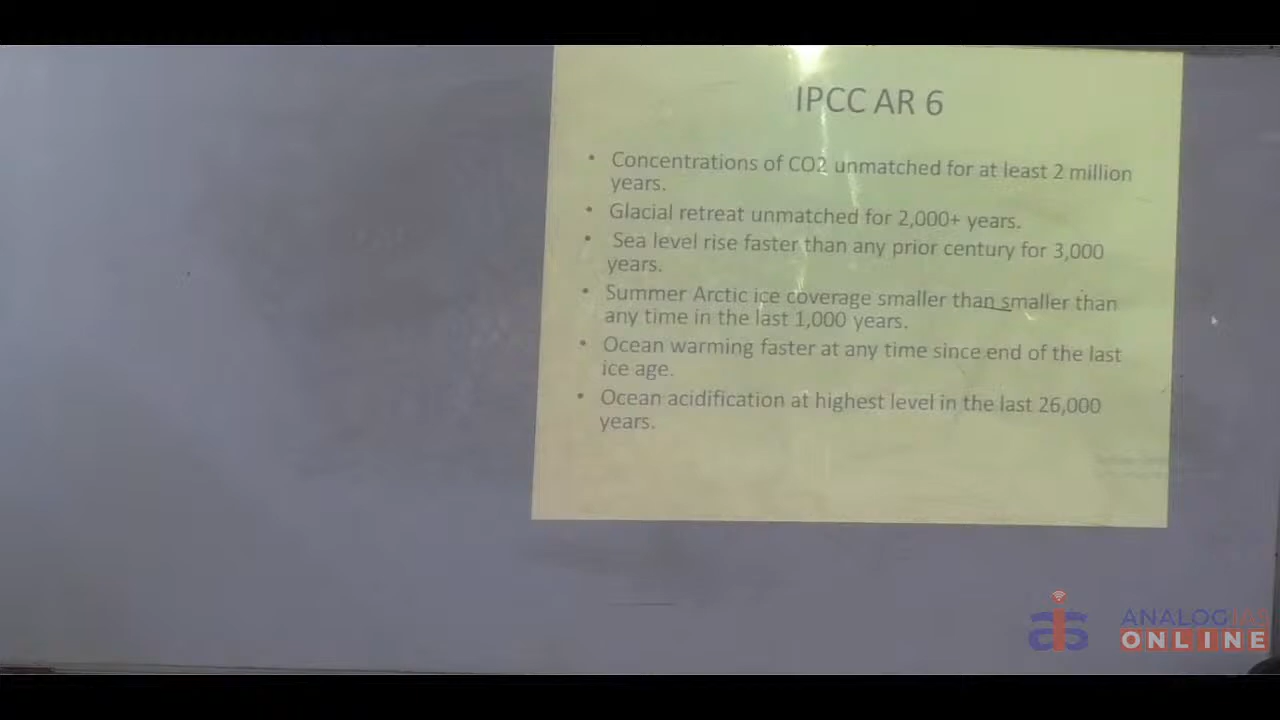 IPCC AR 6
• Concentrations of CO2 unmatched for at least 2 million
years.
• Glacial retreat unmatched for 2,000+ years.
• Sea level rise faster than any prior century for 3,000
years.
• Summer Arctic ice coverage smaller than smaller than
any time in the last 1,000 years.
• Ocean warming faster at any time since end of the last
ice age.
• Ocean acidification at highest level in the last 26,000
years.
ais
ANALOG IAS
ONLINE